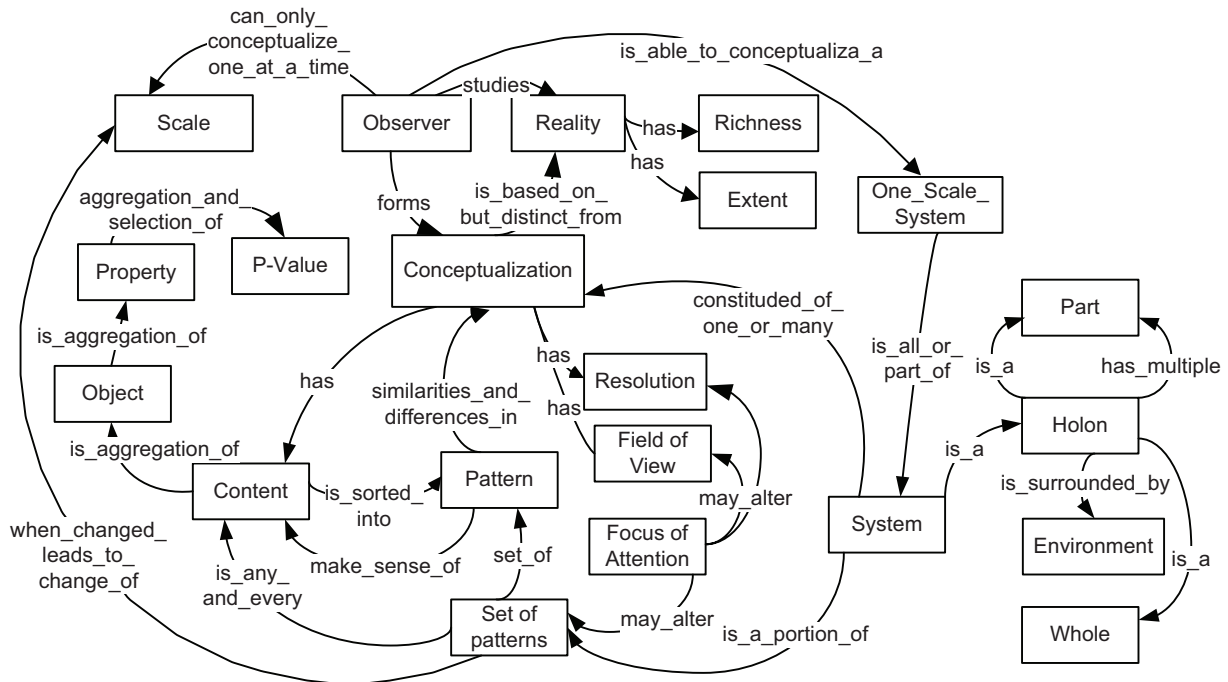 can_only_
conceptualize_
one_at_a_time
is_able_to_conceptualiza_a
studies
Scale
Observer
Reality
has
Richness
has
Extent
One_Scale_
System
aggregation_and_
selection_of
forms
is_based_on_
but_distinct_from
Property
P-Value
Conceptualization
constituded_of_
one_or_many
Part
is_aggregation_of
has
similarities_and_
differences_in
has
Resolution
has
is_all_or_
part_of
is_a
has_multiple
Object
Holon
is_aggregation_of
Field of
View
is_a
Content
is_sorted_
into
Pattern
may_alter
System
is_surrounded_by
when_changed_
leads_to_
change_of
is_any_
and_every
make_sense_of
set_of
Focus of
Attention
Environment
is_a
Set of
patterns
may_alter
is_a_portion_of
Whole